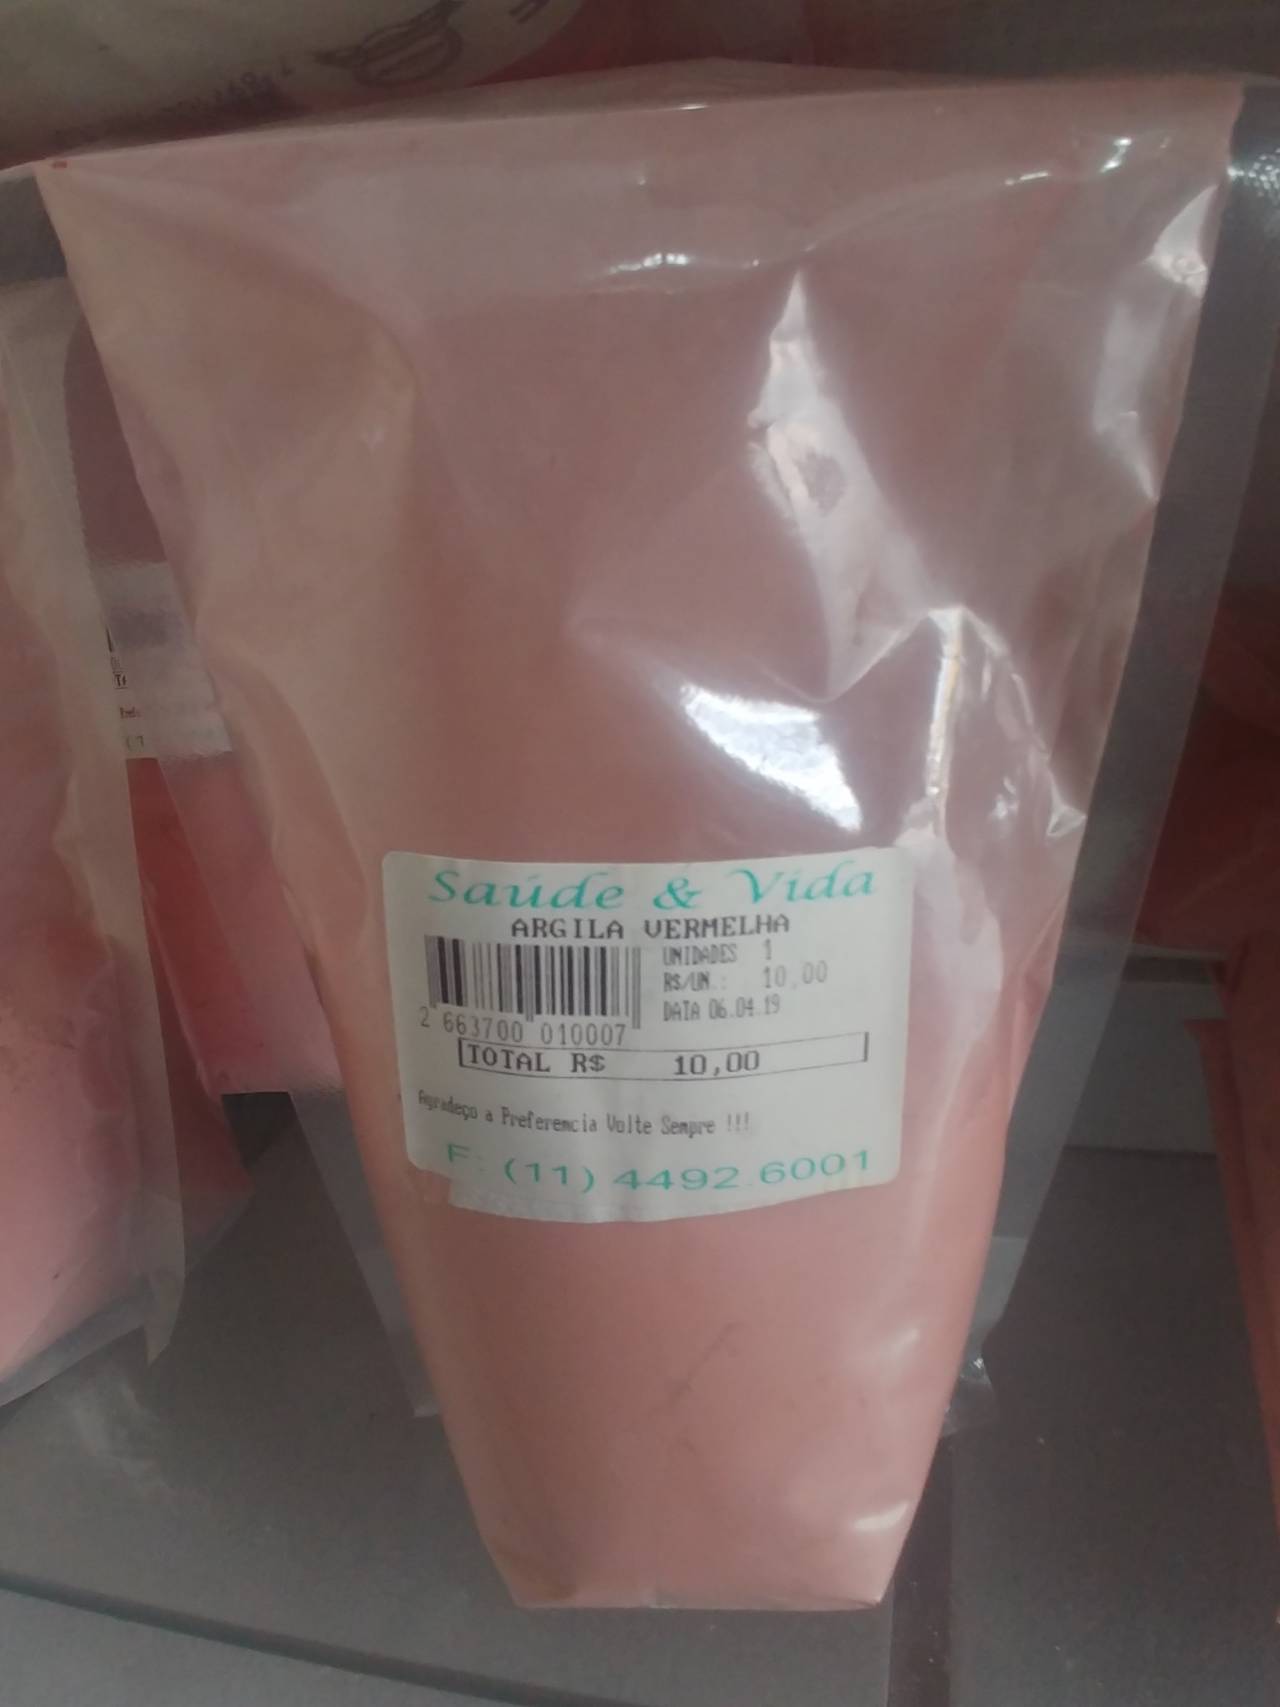 Saúde & Vida
ARGILA VERMELHA
UNIDADES 1
R$/UN.: 10,00
DATA 06.04.19
2 663700 010007
TOTAL R$ 10,00
Agradeço a Preferemcia Volte Sempre !!!
F: (11) 4492 6001